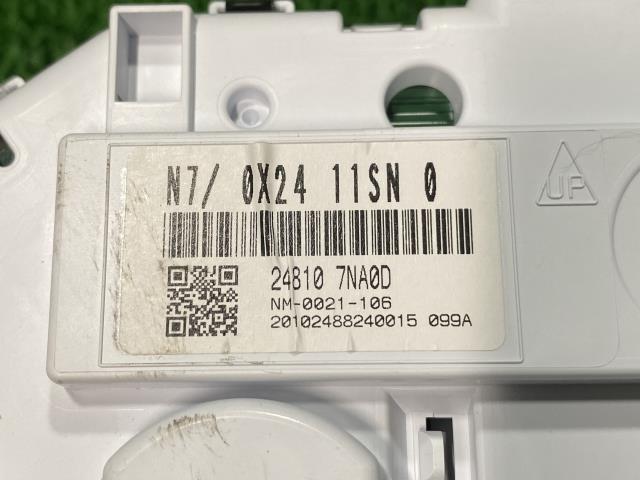 N7/ 0X24 11SN 0
24810 7NA0D
NM-0021-106
20102488240015 099A
UP